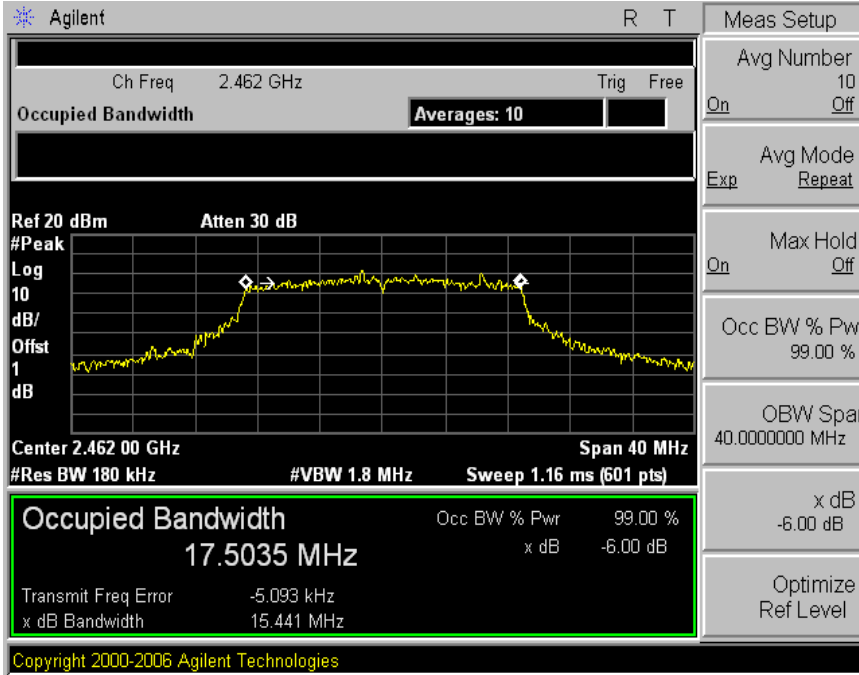 Agilent R T Meas Setup
Ch Freq 2.462 GHz Trig Free
Occupied Bandwidth Averages: 10
Ref 20 dBm Atten 30 dB
#Peak
Log
10
dB/
Offst
1
dB
Center 2.462 00 GHz Span 40 MHz
#Res BW 180 kHz #VBW 1.8 MHz Sweep 1.16 ms (601 pts)
Occupied Bandwidth Occ BW % Pwr 99.00 %
17.5035 MHz x dB -6.00 dB
Transmit Freq Error -5.093 kHz
x dB Bandwidth 15.441 MHz
Copyright 2000-2006 Agilent Technologies
Avg Number
10
On Off
Avg Mode
Exp Repeat
Max Hold
On Off
Occ BW % Pwr
99.00 %
OBW Spa
40.0000000 MHz
x dB
-6.00 dB
Optimize
Ref Level